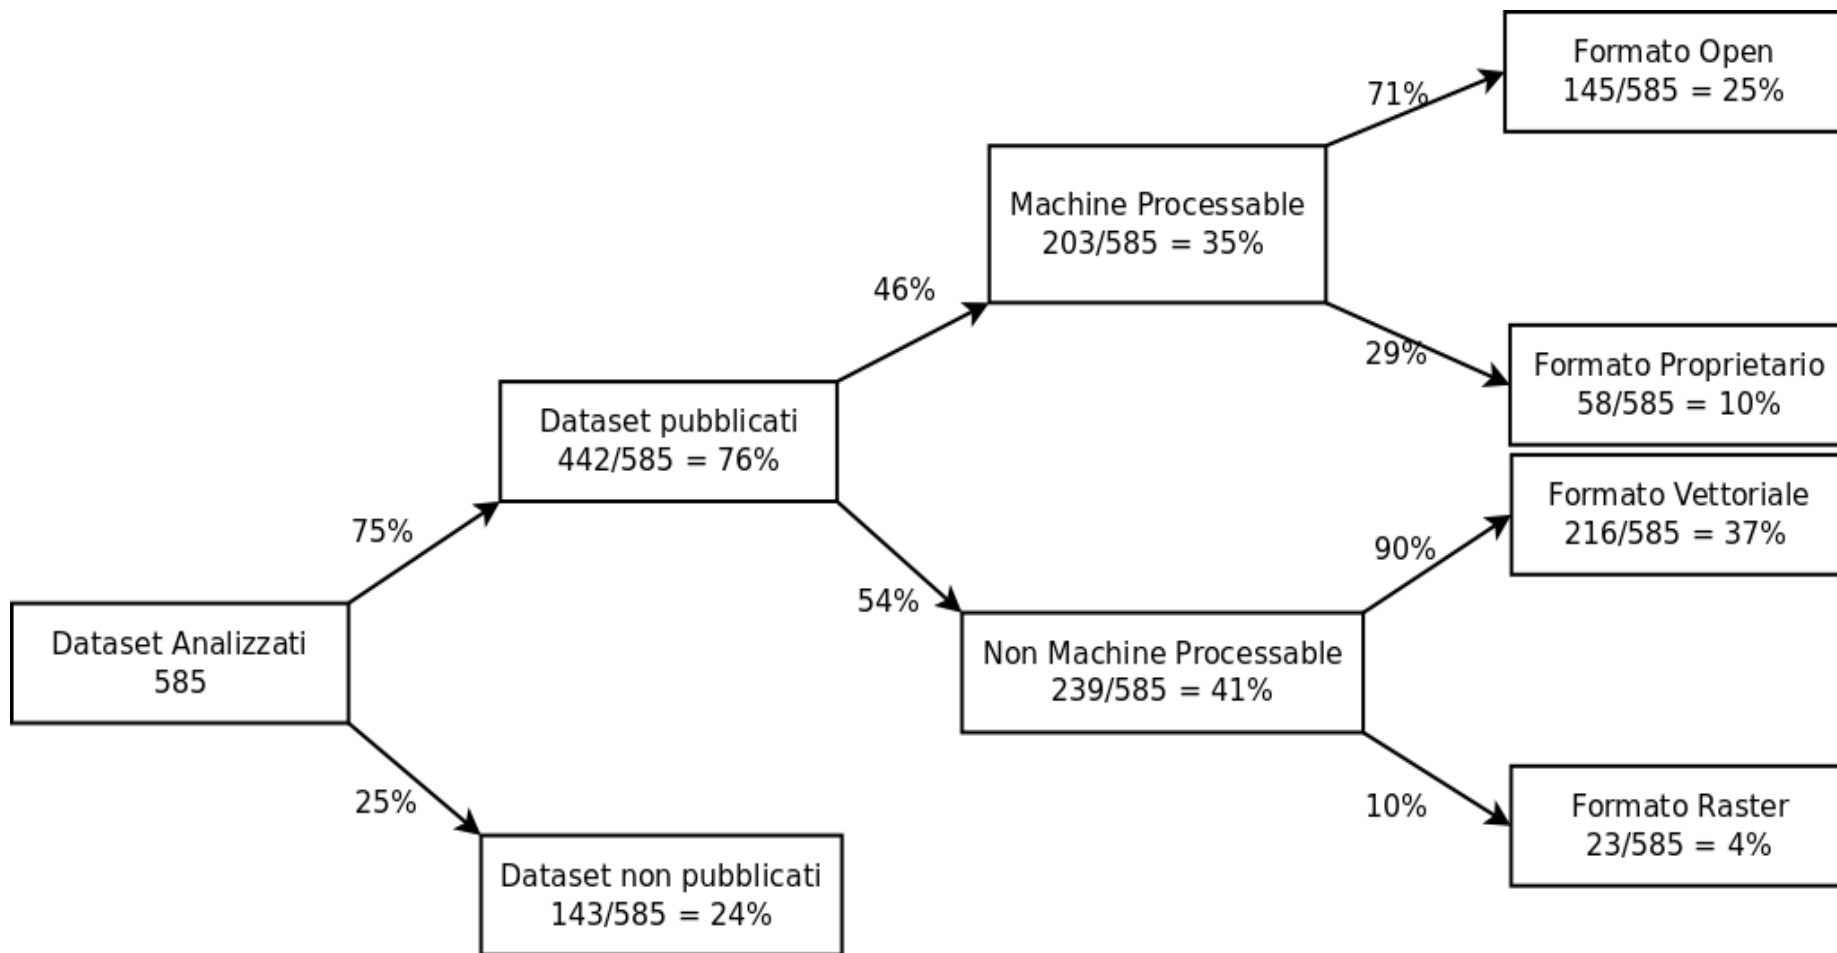 Formato Open
145/585 = 25%
71%
Machine Processable
203/585 = 35%
46%
29%
Formato Proprietario
58/585 = 10%
Dataset pubblicati
442/585 = 76%
Formato Vettoriale
216/585 = 37%
75%
90%
54%
Dataset Analizzati
585
Non Machine Processable
239/585 = 41%
25%
10%
Formato Raster
23/585 = 4%
Dataset non pubblicati
143/585 = 24%